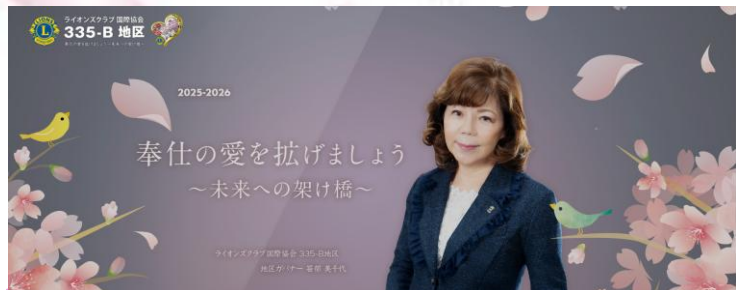 ライオンズクラブ国際協会
335-B 地区
2025-2026
奉仕の愛を拡げましょう
～未来への架け橋～
ライオンズクラブ国際協会 335-B地区
地区ガバナー 美千代